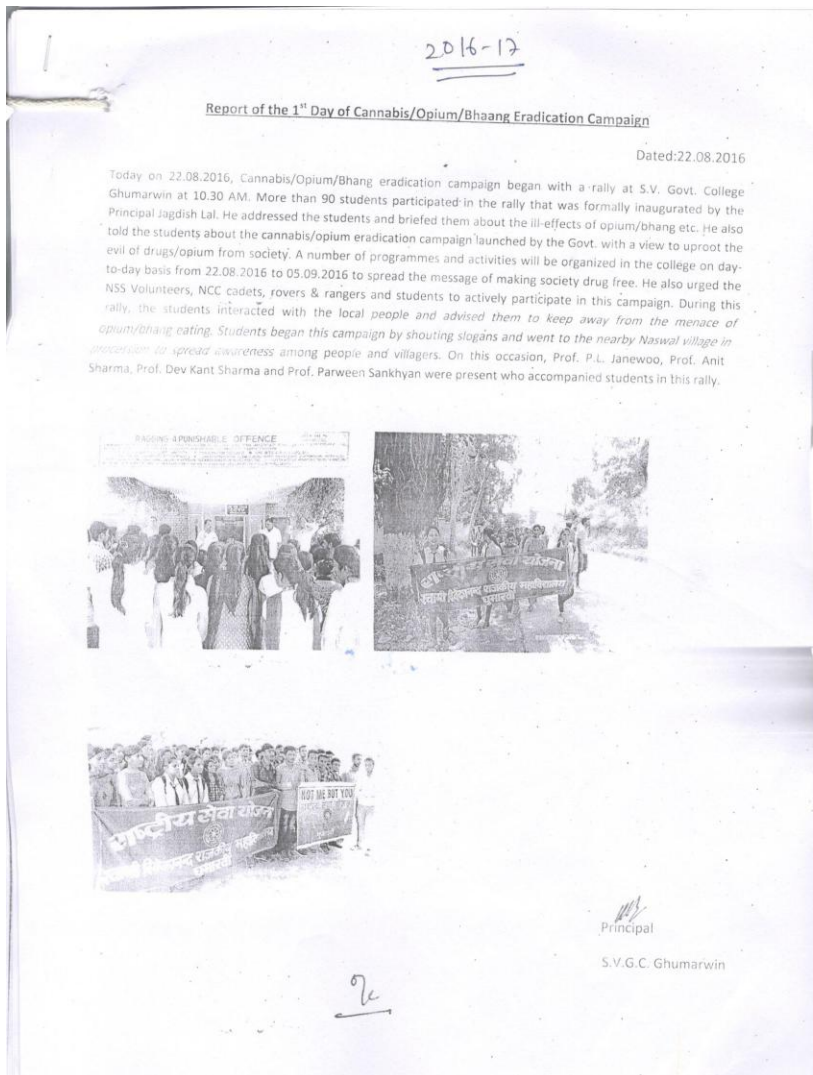 2016-17
Report of the 1st Day of Cannabis/Opium/Bhaang Eradication Campaign
Dated:22.08.2016
Today on 22.08.2016, Cannabis/Opium/Bhang eradication campaign began with a rally at S.V. Govt. College
Ghumarwin at 10.30 AM. More than 90 students participated in the rally that was formally inaugurated by the
Principal Jagdish Lal. He addressed the students and briefed them about the ill-effects of opium/bhang etc. He also
told the students about the cannabis/opium eradication campaign launched by the Govt. with a view to uproot the
evil of drugs/opium from society. A number of programmes and activities will be organized in the college on day-
to-day basis from 22.08.2016 to 05.09.2016 to spread the message of making society drug free. He also urged the
NSS Volunteers, NCC cadets, rovers & rangers and students to actively participate in this campaign. During this
rally, the students interacted with the local people and advised them to keep away from the menace of
opium/bhang eating. Students began this campaign by shouting slogans and went to the nearby Naswal village in
procession to spread awareness among people and villagers. On this occasion, Prof. P.L. Janewoo, Prof. Anit
Sharma, Prof. Dev Kant Sharma and Prof. Parween Sankhyan were present who accompanied students in this rally.
RAGGING A PUNISHABLE OFFENCE
राष्ट्रीय सेवा योजना
राजकीय महाविद्यालय
घुमारवीं
NOT ME BUT YOU
राष्ट्रीय सेवा योजना
राजकीय
घुमारवीं
Principal
S.V.G.C. Ghumarwin